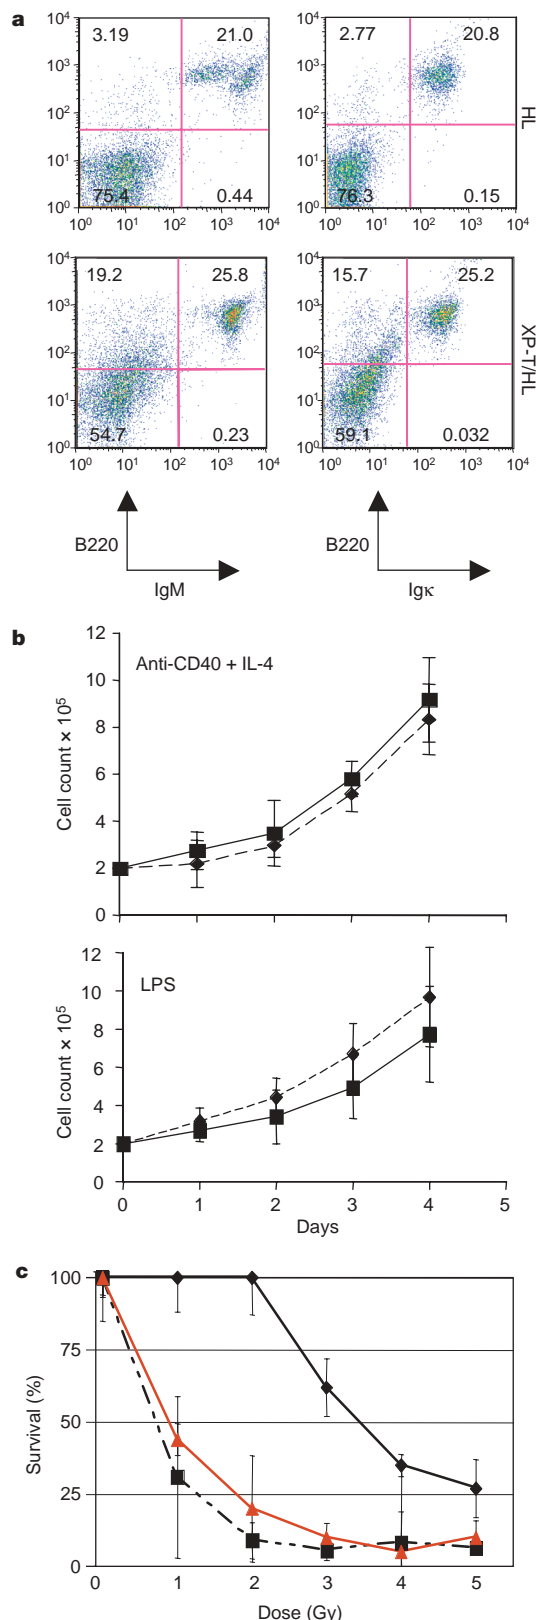 a
10⁴ 3.19 21.0 10⁴ 2.77 20.8
10³ 10³
10² 10²
10¹ 10¹
10⁰ 75.4 0.44 10⁰ 76.3 0.15
10⁰ 10¹ 10² 10³ 10⁴ 10⁰ 10¹ 10² 10³ 10⁴
HL
10⁴ 19.2 25.8 10⁴ 15.7 25.2
10³ 10³
10² 10²
10¹ 10¹
10⁰ 54.7 0.23 10⁰ 59.1 0.032
10⁰ 10¹ 10² 10³ 10⁴ 10⁰ 10¹ 10² 10³ 10⁴
XP-T/HL
B220 B220
IgM Igκ
b
12
10
8
6
4
2
0
Cell count × 10⁵
Anti-CD40 + IL-4
12
10
8
6
4
2
0
Cell count × 10⁵
LPS
0 1 2 3 4 5
Days
c
100
75
50
25
0
Survival (%)
0 1 2 3 4 5
Dose (Gy)